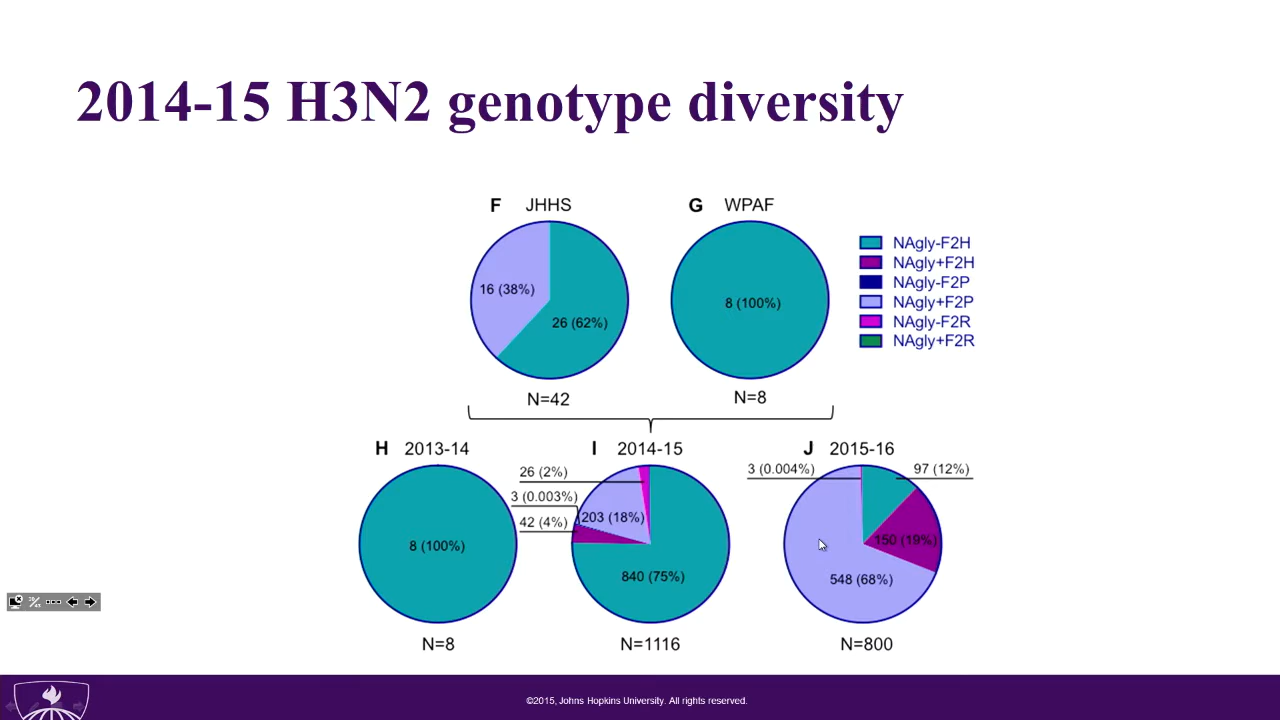 2014-15 H3N2 genotype diversity
F JHHS
G WPAF
16 (38%)
26 (62%)
8 (100%)
NAgly-F2H
NAgly+F2H
NAgly-F2P
NAgly+F2P
NAgly-F2R
NAgly+F2R
N=42
N=8
H 2013-14
I 2014-15
J 2015-16
8 (100%)
26 (2%)
3 (0.003%)
42 (4%)
203 (18%)
840 (75%)
3 (0.004%)
97 (12%)
150 (19%)
548 (68%)
N=8
N=1116
N=800
©2015, Johns Hopkins University. All rights reserved.